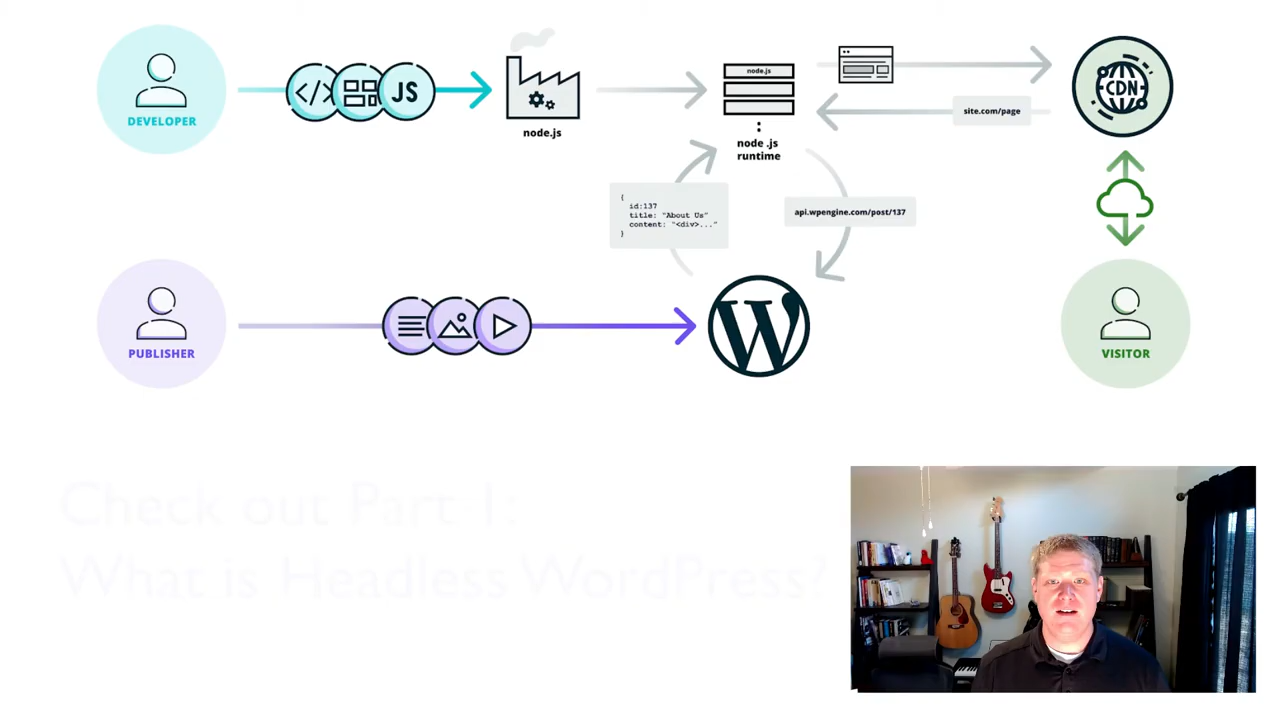 DEVELOPER
</>
JS
node.js
node.js
:
node .js
runtime
site.com/page
CDN
{
id:137
title: "About Us"
content: "<div>..."
}
api.wpengine.com/post/137
PUBLISHER
W
VISITOR
Check out Part 1:
What is Headless WordPress?